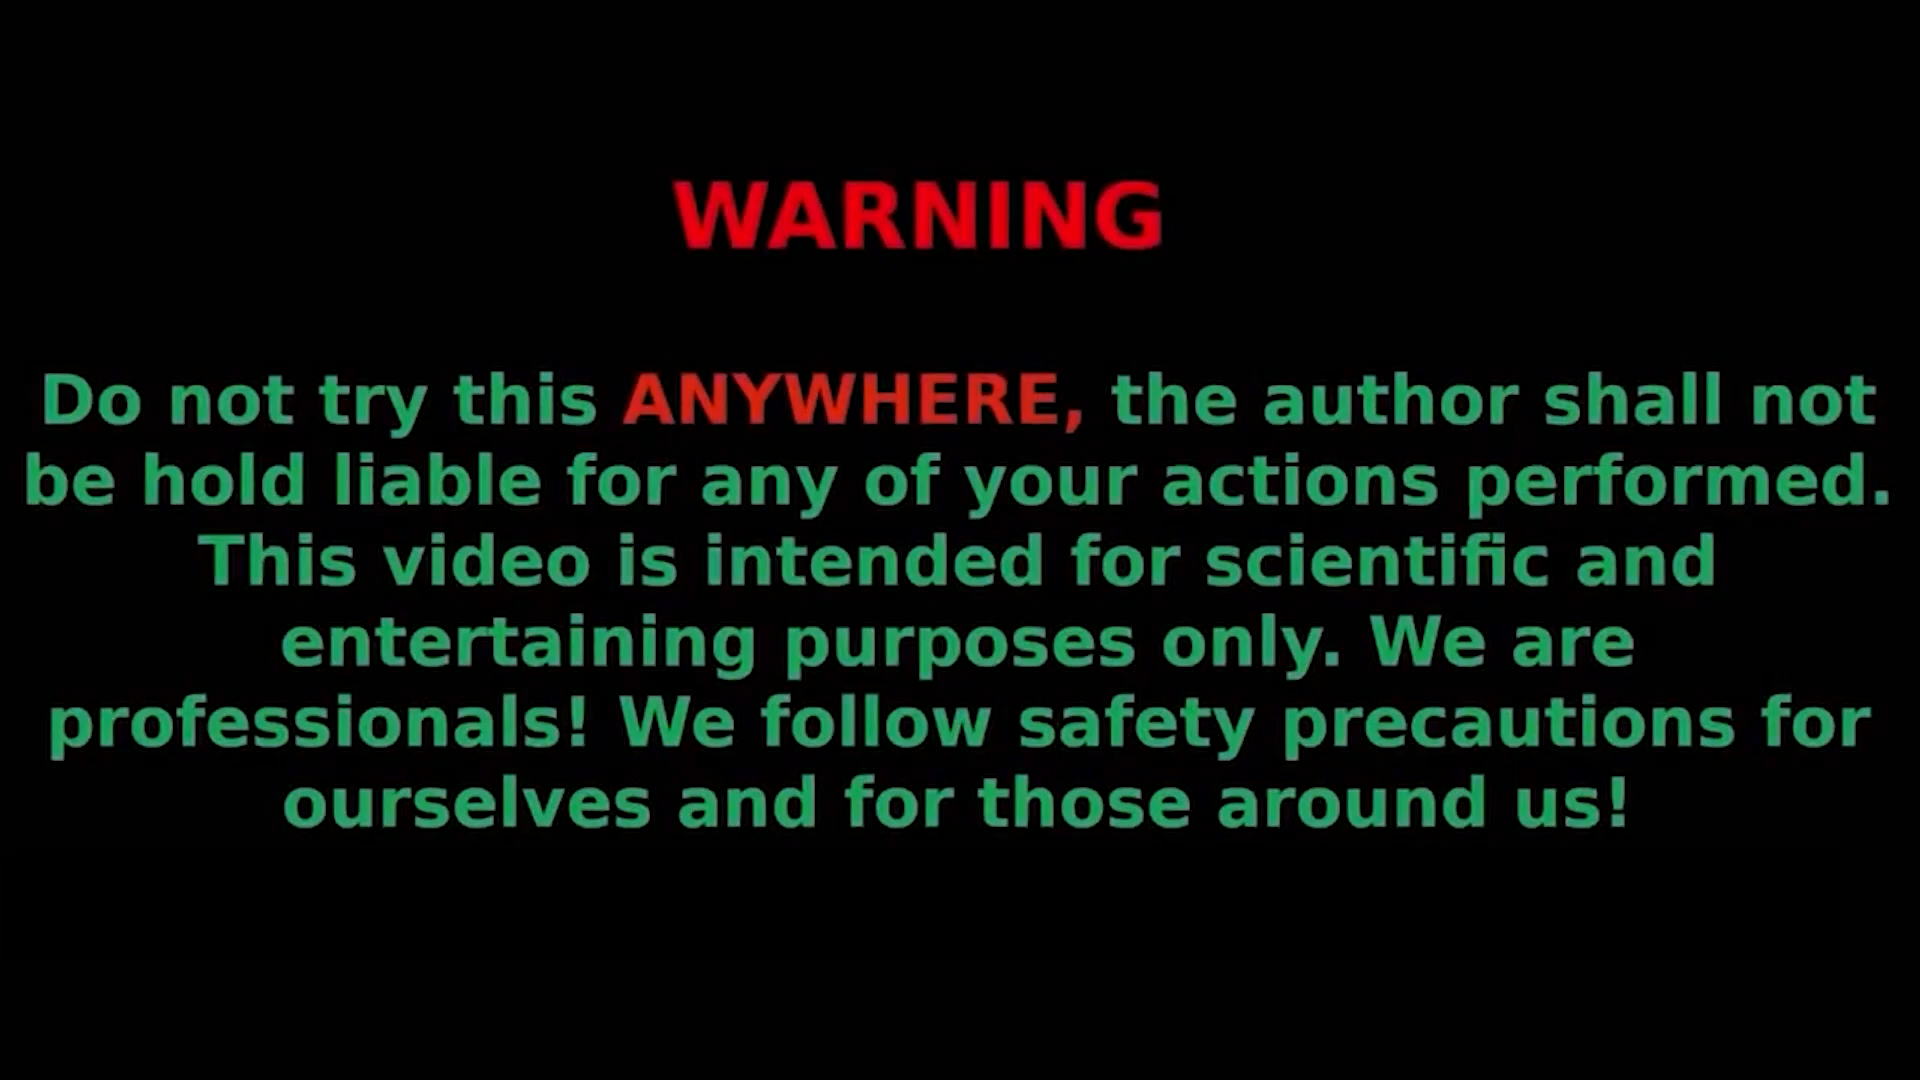 WARNING
Do not try this ANYWHERE, the author shall not
be hold liable for any of your actions performed.
This video is intended for scientific and
entertaining purposes only. We are
professionals! We follow safety precautions for
ourselves and for those around us!